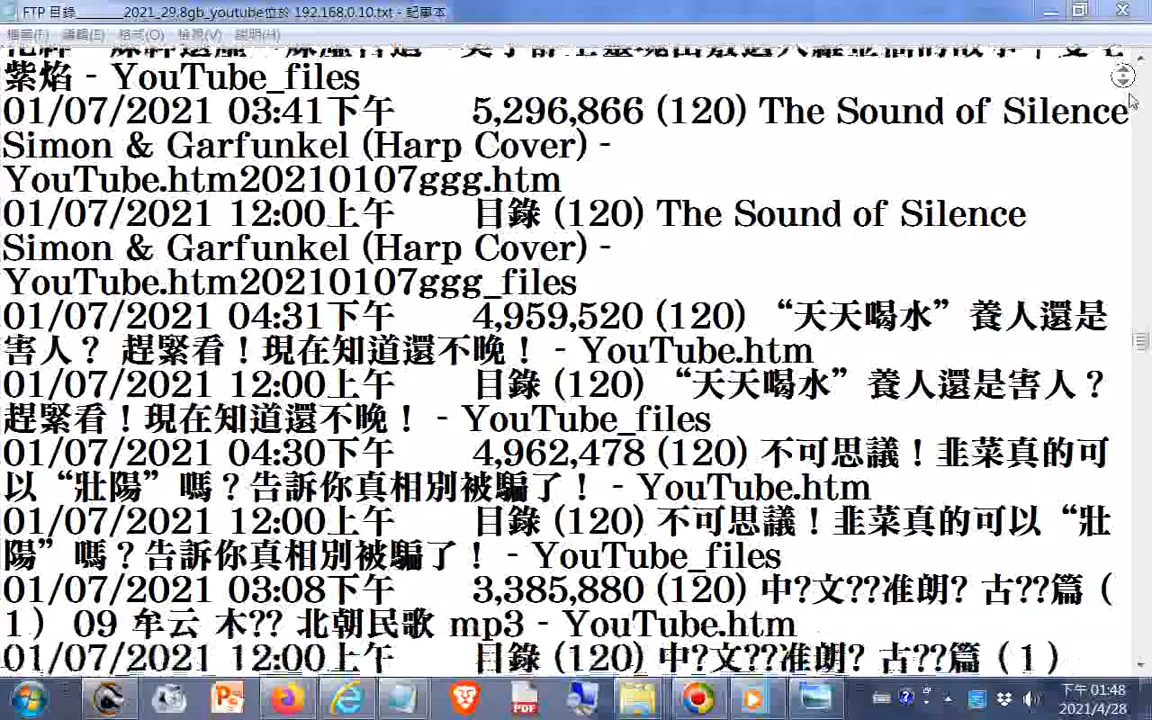 FTP 目錄_______2021_29.8gb_youtube位於 192.168.0.10.txt - 記事本
檔案(F) 編輯(E) 格式(O) 檢視(V) 說明(H)
紫焰 - YouTube_files
01/07/2021 03:41下午 5,296,866 (120) The Sound of Silence
Simon & Garfunkel (Harp Cover) -
YouTube.htm20210107ggg.htm
01/07/2021 12:00上午 目錄 (120) The Sound of Silence
Simon & Garfunkel (Harp Cover) -
YouTube.htm20210107ggg_files
01/07/2021 04:31下午 4,959,520 (120) “天天喝水”養人還是
害人？ 趕緊看！現在知道還不晚！ - YouTube.htm
01/07/2021 12:00上午 目錄 (120) “天天喝水”養人還是害人？
趕緊看！現在知道還不晚！ - YouTube_files
01/07/2021 04:30下午 4,962,478 (120) 不可思議！韭菜真的可
以“壯陽”嗎？告訴你真相別被騙了！ - YouTube.htm
01/07/2021 12:00上午 目錄 (120) 不可思議！韭菜真的可以“壯
陽”嗎？告訴你真相別被騙了！ - YouTube_files
01/07/2021 03:08下午 3,385,880 (120) 中?文??准朗? 古??篇（
1） 09 牟云 木?? 北朝民歌 mp3 - YouTube.htm
01/07/2021 12:00上午 目錄 (120) 中?文??准朗? 古??篇（1）
PDF
下午 01:48
2021/4/28